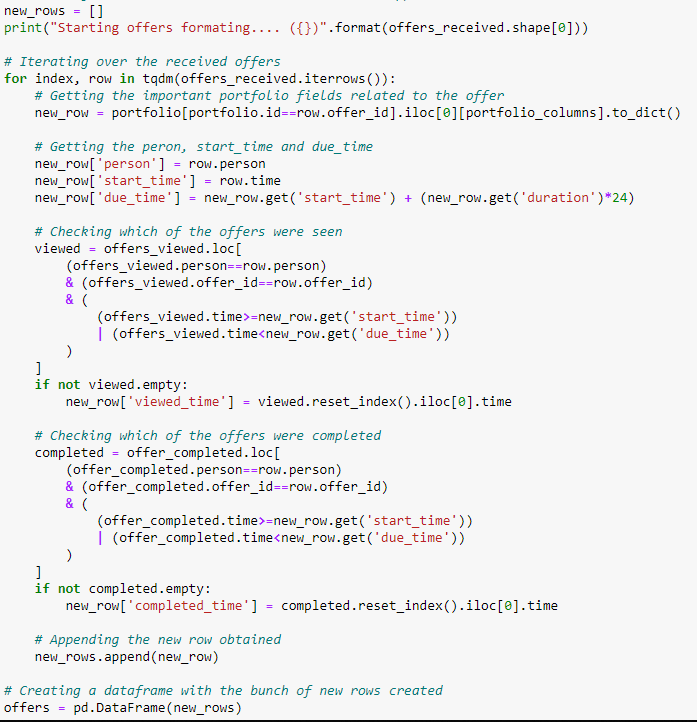 new_rows = []
print("Starting offers formating.... ({})".format(offers_received.shape[0]))

# Iterating over the received offers
for index, row in tqdm(offers_received.iterrows()):
    # Getting the important portfolio fields related to the offer
    new_row = portfolio[portfolio.id==row.offer_id].iloc[0][portfolio_columns].to_dict()

    # Getting the peron, start_time and due_time
    new_row['person'] = row.person
    new_row['start_time'] = row.time
    new_row['due_time'] = new_row.get('start_time') + (new_row.get('duration')*24)

    # Checking which of the offers were seen
    viewed = offers_viewed.loc[
        (offers_viewed.person==row.person)
        & (offers_viewed.offer_id==row.offer_id)
        & (
            (offers_viewed.time>=new_row.get('start_time'))
            | (offers_viewed.time<new_row.get('due_time'))
        )
    ]
    if not viewed.empty:
        new_row['viewed_time'] = viewed.reset_index().iloc[0].time

    # Checking which of the offers were completed
    completed = offer_completed.loc[
        (offer_completed.person==row.person)
        & (offer_completed.offer_id==row.offer_id)
        & (
            (offer_completed.time>=new_row.get('start_time'))
            | (offer_completed.time<new_row.get('due_time'))
        )
    ]
    if not completed.empty:
        new_row['completed_time'] = completed.reset_index().iloc[0].time

    # Appending the new row obtained
    new_rows.append(new_row)

# Creating a dataframe with the bunch of new rows created
offers = pd.DataFrame(new_rows)